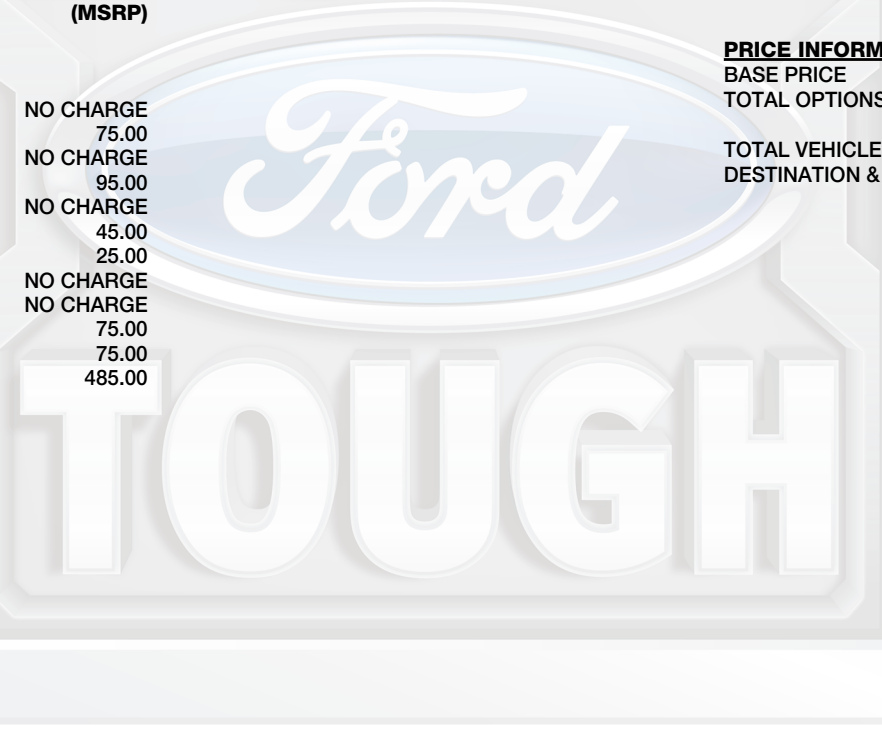 (MSRP)
NO CHARGE
75.00
NO CHARGE
95.00
NO CHARGE
45.00
25.00
NO CHARGE
NO CHARGE
75.00
75.00
485.00
PRICE INFORM
BASE PRICE
TOTAL OPTIONS
TOTAL VEHICLE
DESTINATION &
Ford
TOUGH